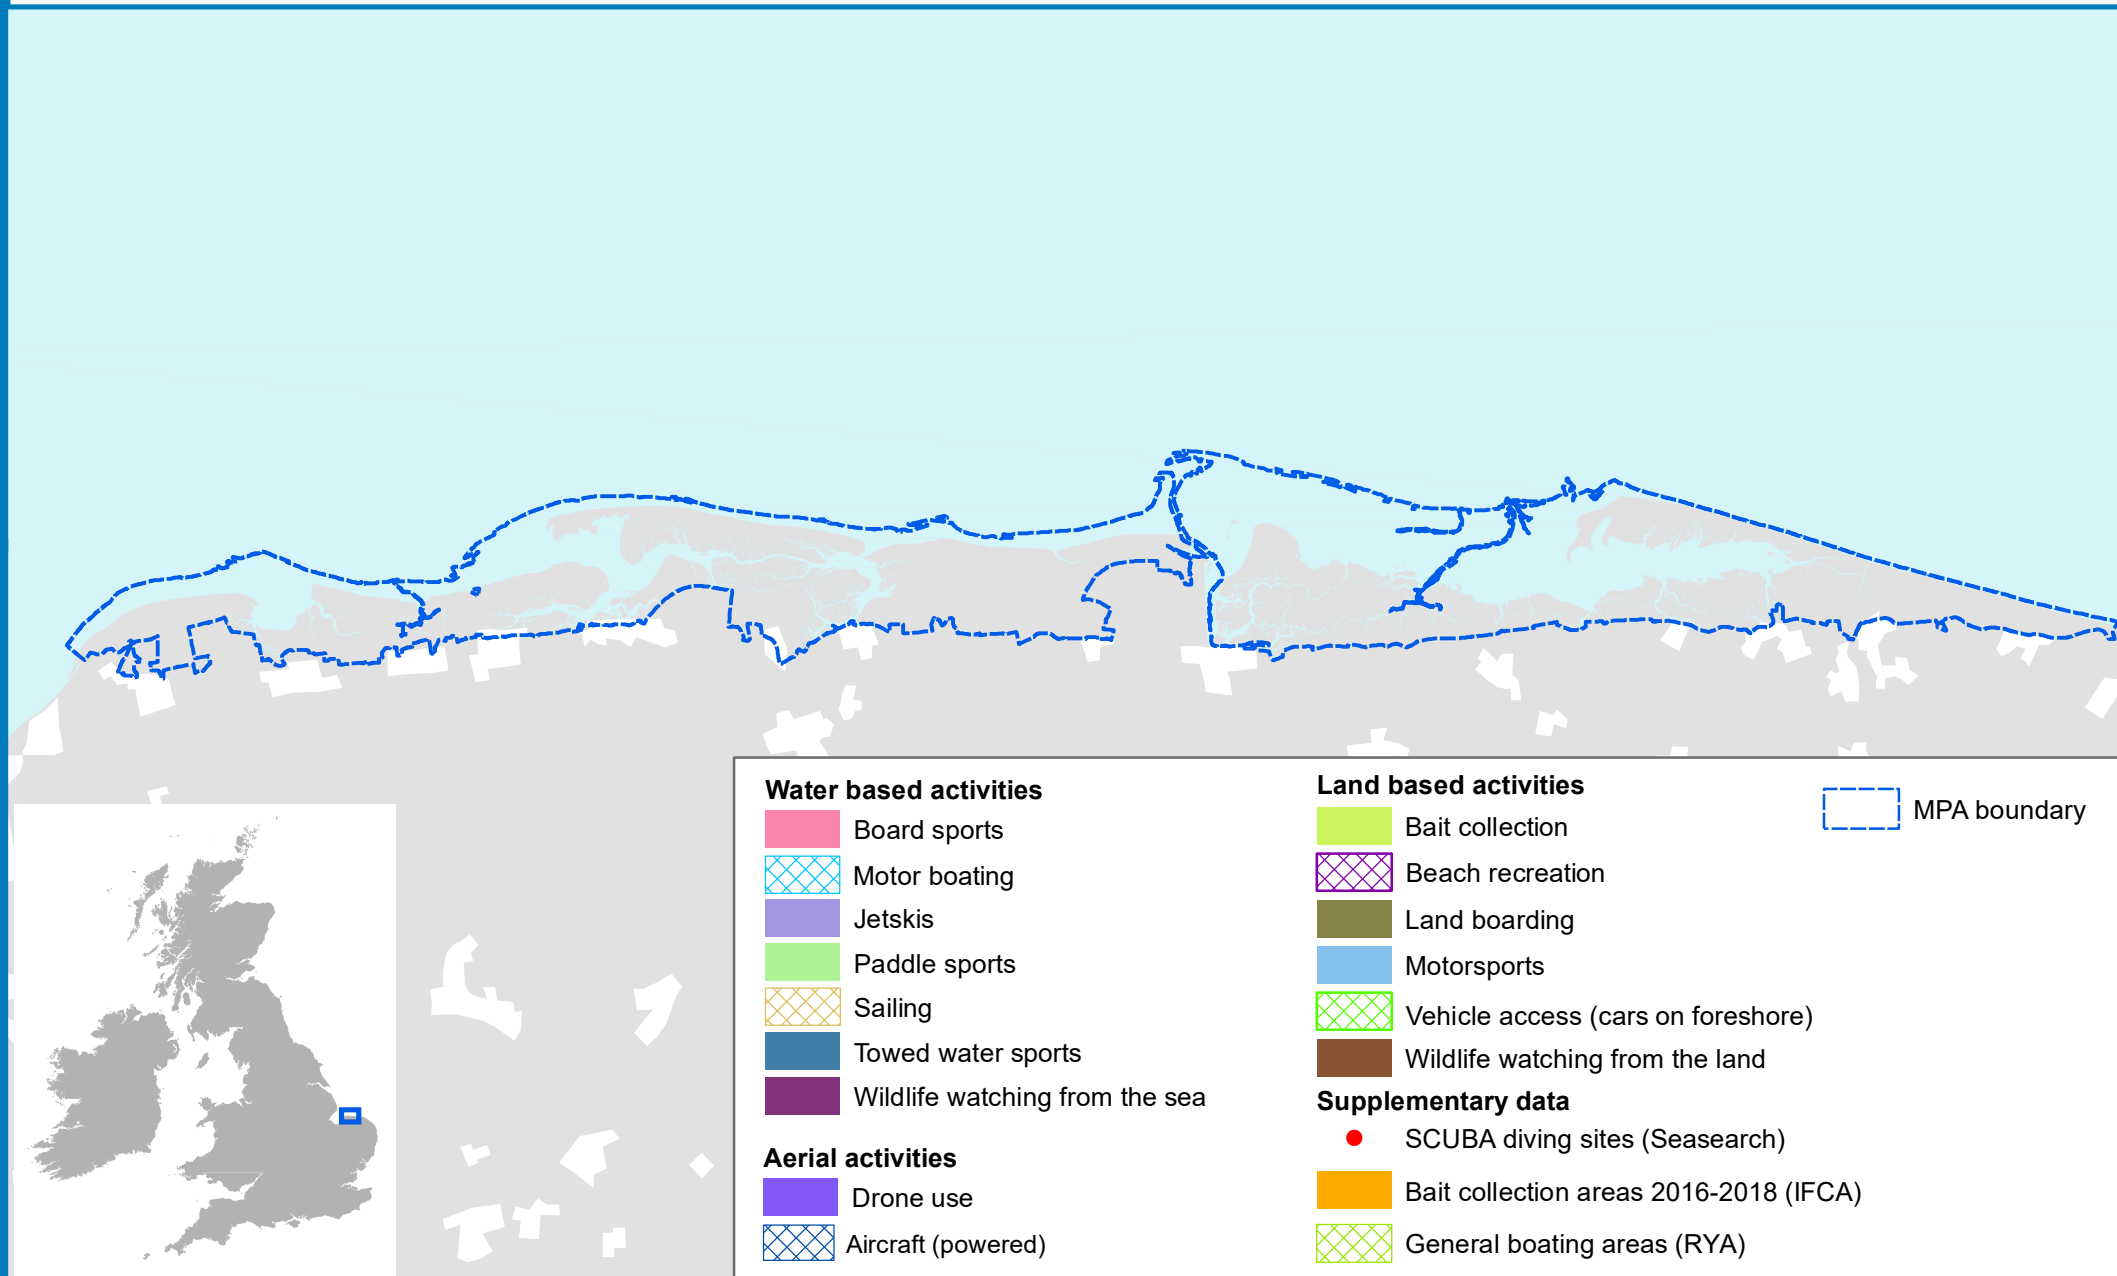 Water based activities
Board sports
Motor boating
Jetskis
Paddle sports
Sailing
Towed water sports
Wildlife watching from the sea
Aerial activities
Drone use
Aircraft (powered)
Land based activities
Bait collection
Beach recreation
Land boarding
Motorsports
Vehicle access (cars on foreshore)
Wildlife watching from the land
Supplementary data
SCUBA diving sites (Seasearch)
Bait collection areas 2016-2018 (IFCA)
General boating areas (RYA)
MPA boundary